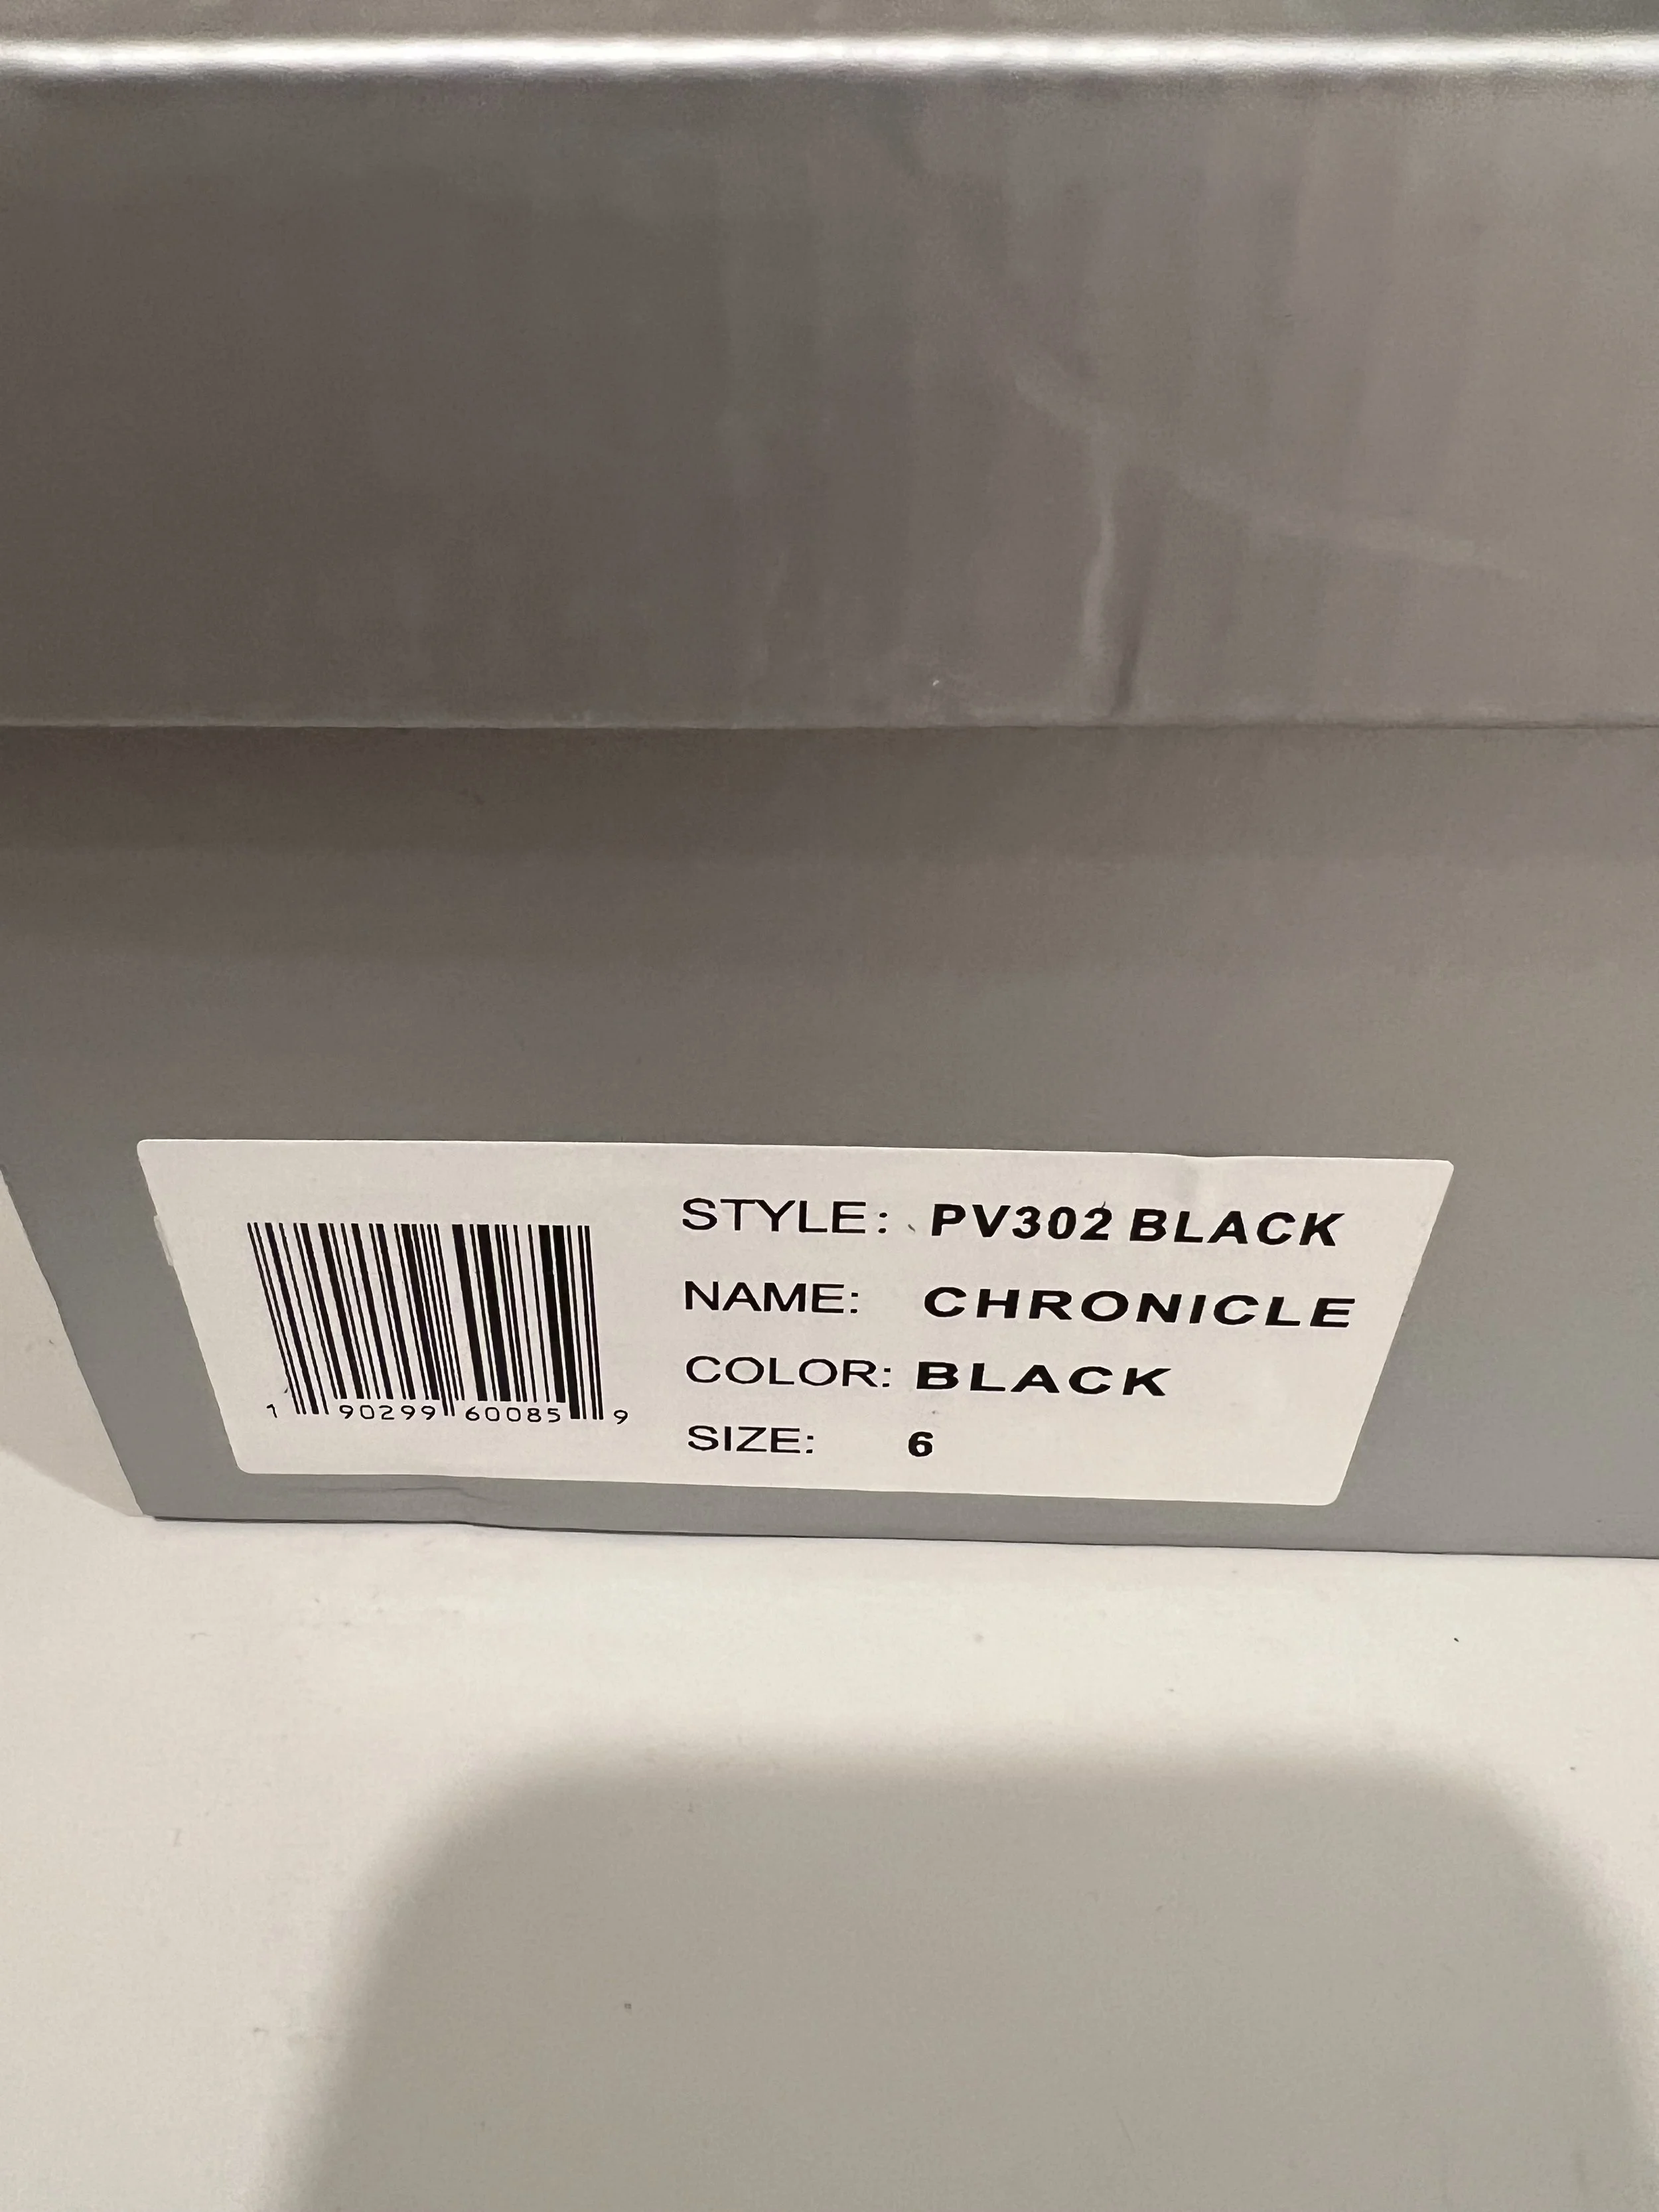 STYLE: PV302 BLACK
NAME: CHRONICLE
COLOR: BLACK
SIZE: 6
1 90299 60085 9